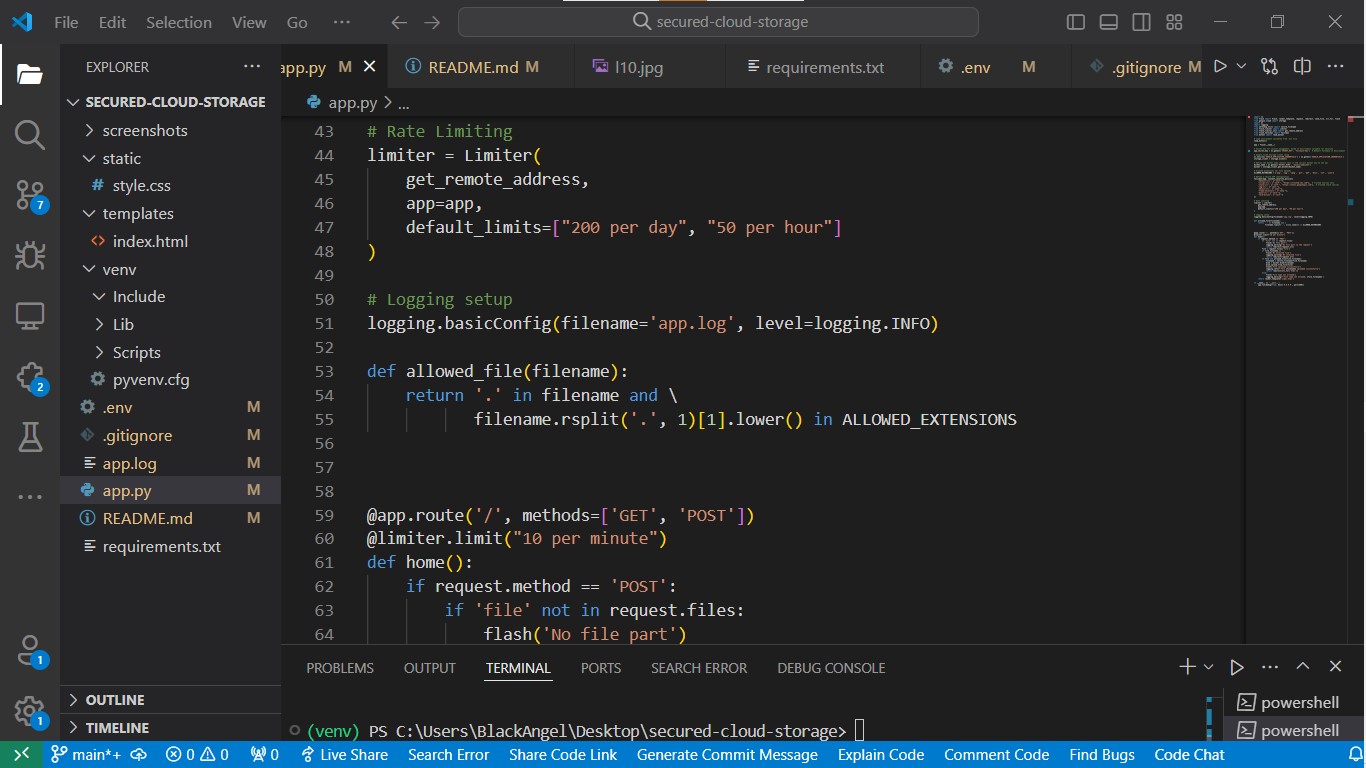 File Edit Selection View Go ··· secured-cloud-storage
EXPLORER ···
SECURED-CLOUD-STORAGE
screenshots
static
# style.css
templates
<> index.html
venv
Include
Lib
Scripts
pyvenv.cfg
.env M
.gitignore M
app.log M
app.py M
README.md M
requirements.txt
OUTLINE
TIMELINE
7
2
1
1
app.py M README.md M l10.jpg requirements.txt .env M .gitignore M
app.py > ...
43 # Rate Limiting
44 limiter = Limiter(
45 get_remote_address,
46 app=app,
47 default_limits=["200 per day", "50 per hour"]
48 )
49
50 # Logging setup
51 logging.basicConfig(filename='app.log', level=logging.INFO)
52
53 def allowed_file(filename):
54 return '.' in filename and \
55 filename.rsplit('.', 1)[1].lower() in ALLOWED_EXTENSIONS
56
57
58
59 @app.route('/', methods=['GET', 'POST'])
60 @limiter.limit("10 per minute")
61 def home():
62 if request.method == 'POST':
63 if 'file' not in request.files:
64 flash('No file part')
PROBLEMS OUTPUT TERMINAL PORTS SEARCH ERROR DEBUG CONSOLE
(venv) PS C:\Users\BlackAngel\Desktop\secured-cloud-storage>
powershell
powershell
main*+ 0 0 0 Live Share Search Error Share Code Link Generate Commit Message Explain Code Comment Code Find Bugs Code Chat